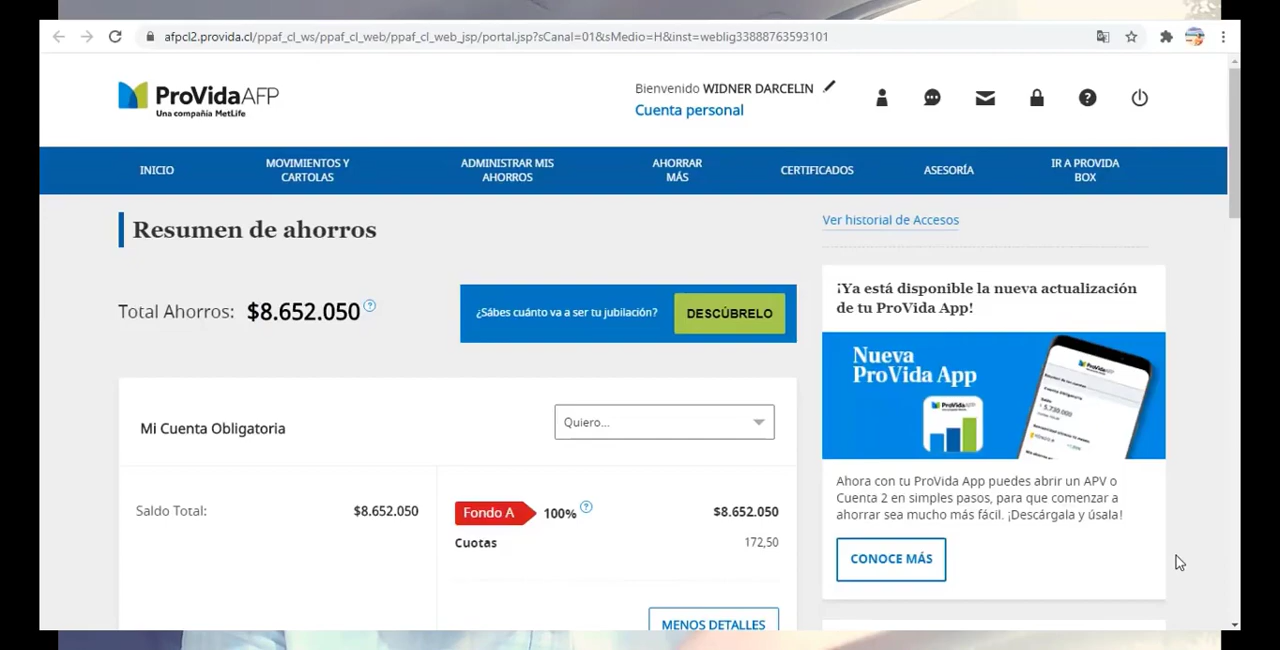 afpcl2.provida.cl/ppaf_cl_ws/ppaf_cl_web/ppaf_cl_web_jsp/portal.jsp?sCanal=01&sMedio=H&inst=weblig33888763593101
ProVidaAFP
Una compañía MetLife
Bienvenido WIDNER DARCELIN
Cuenta personal
INICIO
MOVIMIENTOS Y
CARTOLAS
ADMINISTRAR MIS
AHORROS
AHORRAR
MÁS
CERTIFICADOS
ASESORÍA
IR A PROVIDA
BOX
Resumen de ahorros
Ver historial de Accesos
Total Ahorros: $8.652.050 ?
¿Sábes cuánto va a ser tu jubilación?
DESCÚBRELO
¡Ya está disponible la nueva actualización
de tu ProVida App!
Nueva
ProVida App
ProVidaAFP
Mi Cuenta Obligatoria
Quiero...
Saldo Total: $8.652.050
Fondo A 100% ? $8.652.050
Cuotas 172,50
MENOS DETALLES
Ahora con tu ProVida App puedes abrir un APV o
Cuenta 2 en simples pasos, para que comenzar a
ahorrar sea mucho más fácil. ¡Descárgala y úsala!
CONOCE MÁS